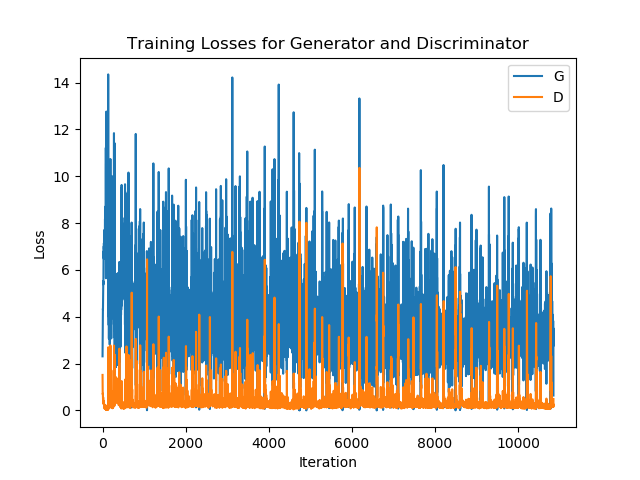 Training Losses for Generator and Discriminator
G
D
14
12
10
8
6
4
2
0
Loss
0 2000 4000 6000 8000 10000
Iteration